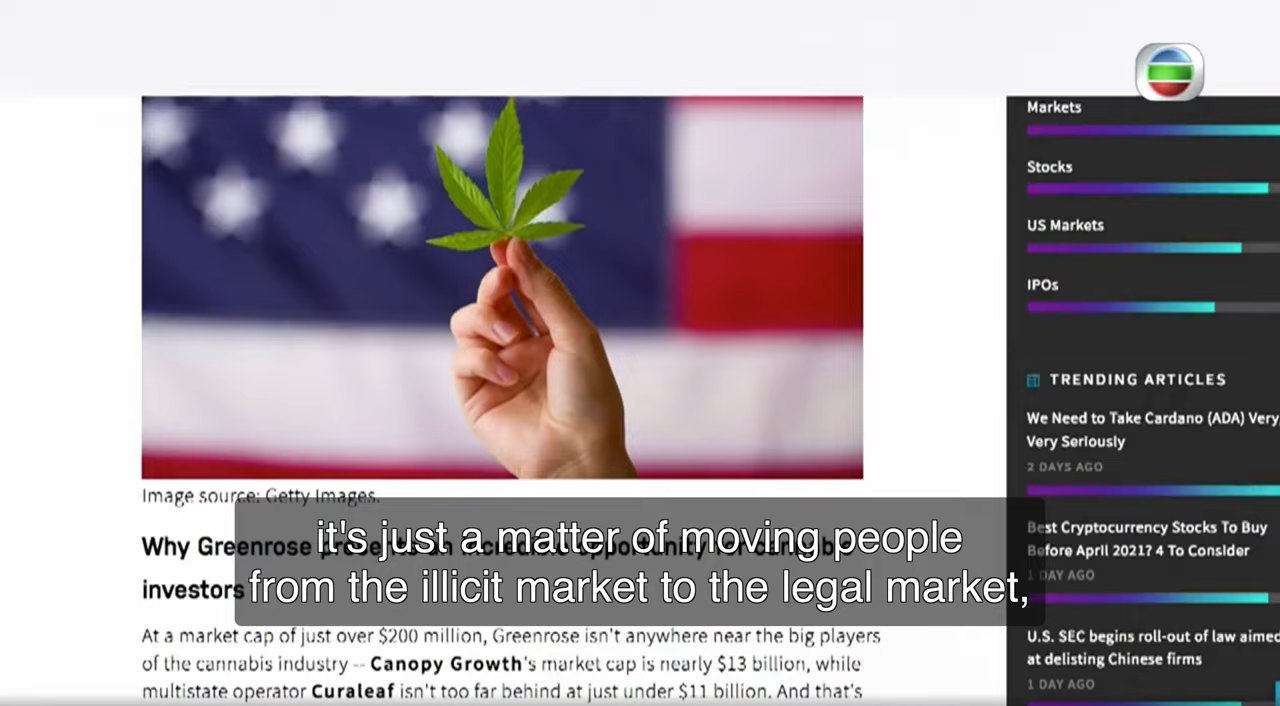 Markets
Stocks
US Markets
IPOs
TRENDING ARTICLES
We Need to Take Cardano (ADA) Very,
Very Seriously
2 DAYS AGO
Best Cryptocurrency Stocks To Buy
Before April 2021? 4 To Consider
1 DAY AGO
U.S. SEC begins roll-out of law aimed
at delisting Chinese firms
1 DAY AGO
Image source: Getty Images.
Why Greenrose
investors
it's just a matter of moving people
from the illicit market to the legal market,
At a market cap of just over $200 million, Greenrose isn't anywhere near the big players
of the cannabis industry -- Canopy Growth's market cap is nearly $13 billion, while
multistate operator Curaleaf isn't too far behind at just under $11 billion. And that's